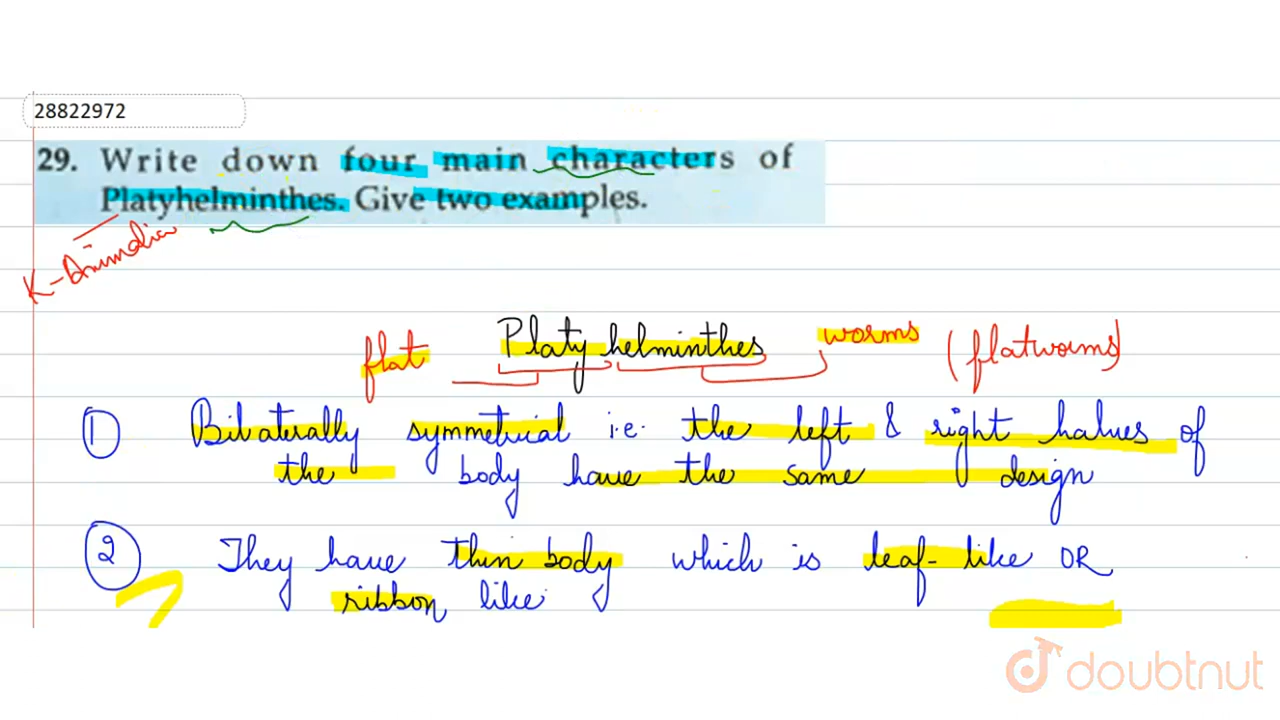 28822972
29. Write down four main characters of
Platyhelminthes. Give two examples.
K-Animalia
flat Platyhelminthes worms (flatworms)
① Bilaterally symmetrical i.e. the left & right halves of
the body have the same design
② They have thin body which is leaf-like OR
ribbon like.
doubtnut